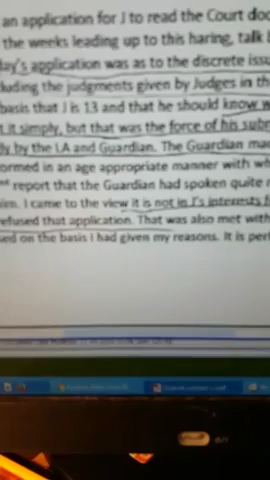 an application for J to read the Court doc
the weeks leading up to this haring, talk
lay's application was as to the discrete issu
luding the judgments given by Judges in th
basis that J is 13 and that he should know w
t it simply, but that was the force of his subm
ly by the LA and Guardian. The Guardian mad
ormed in an age appropriate manner with wh
report that the Guardian had spoken quite
im. I came to the view it is not in J's interests
refused that application. That was also met with
sed on the basis I had given my reasons. It is per